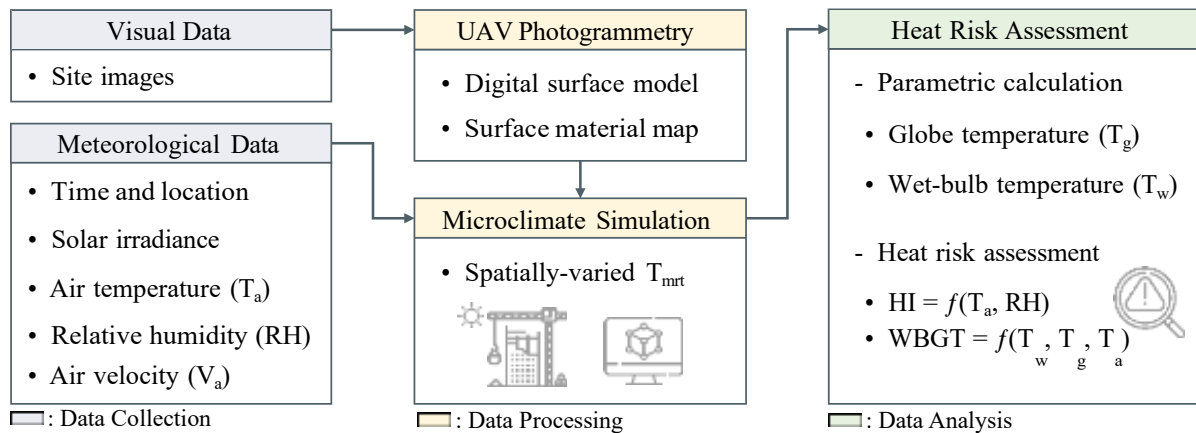 Visual Data
• Site images
Meteorological Data
• Time and location
• Solar irradiance
• Air temperature (Tₐ)
• Relative humidity (RH)
• Air velocity (Vₐ)
: Data Collection
UAV Photogrammetry
• Digital surface model
• Surface material map
Microclimate Simulation
• Spatially-varied Tmrt
: Data Processing
Heat Risk Assessment
- Parametric calculation
• Globe temperature (Tg)
• Wet-bulb temperature (Tw)
- Heat risk assessment
• HI = f(Tₐ, RH)
• WBGT = f(Tw, Tg, Tₐ)
: Data Analysis